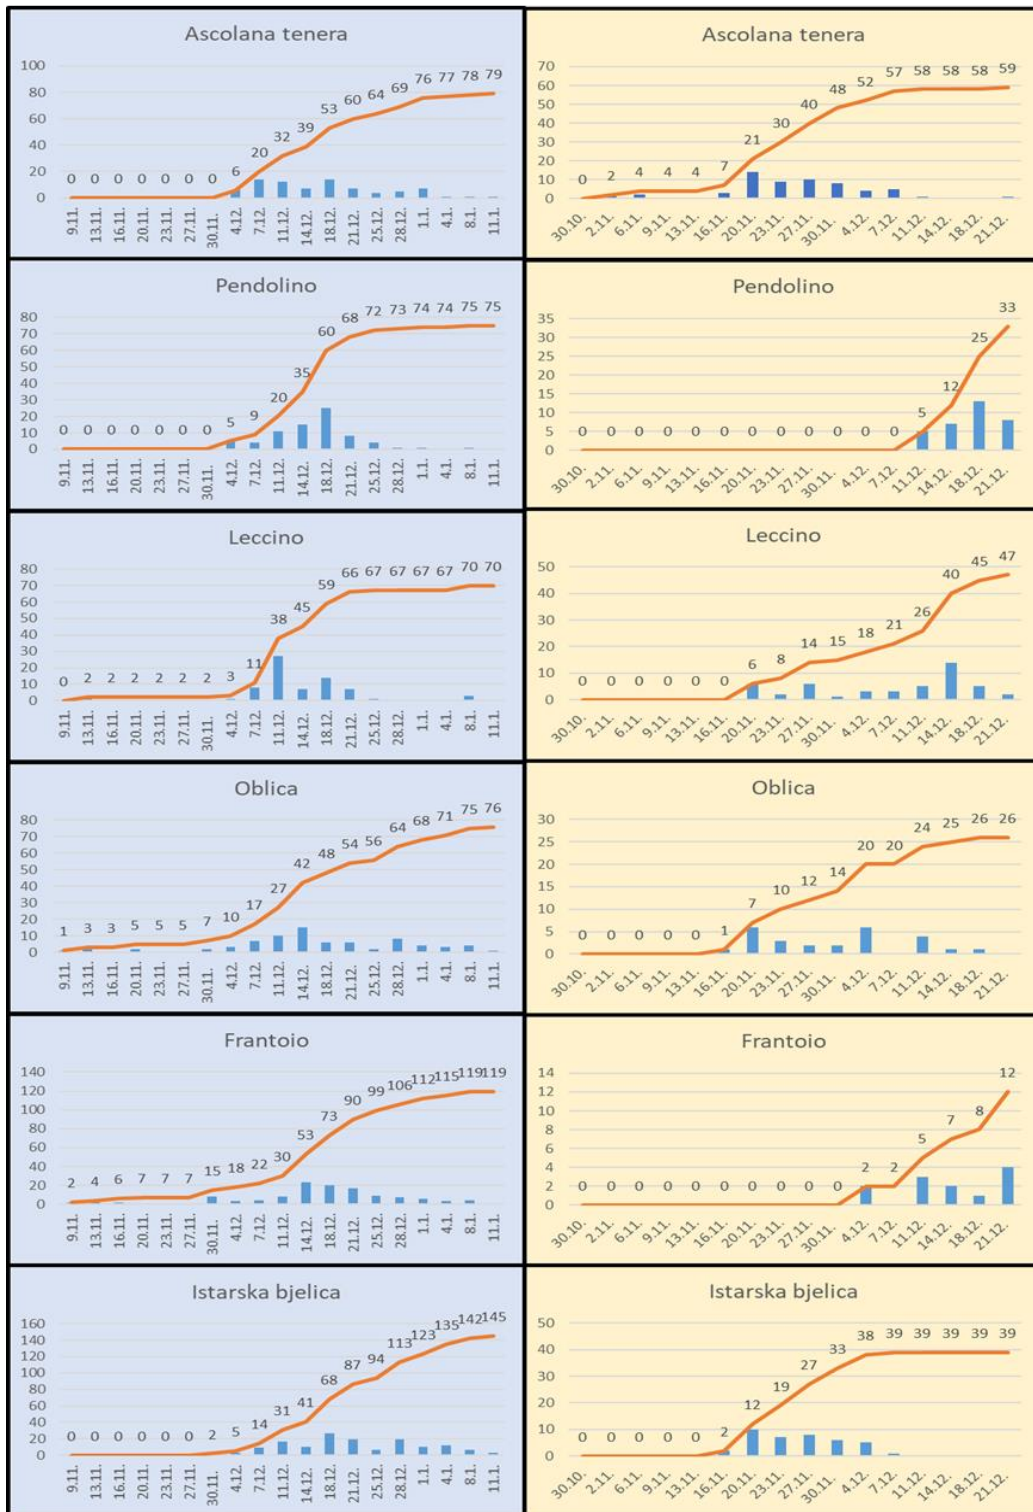 Ascolana tenera
100
80
60
40
20
0
0 0 0 0 0 0 0 6 20 32 39 53 60 64 69 76 77 78 79
9.11. 13.11. 16.11. 20.11. 23.11. 27.11. 30.11. 4.12. 7.12. 11.12. 14.12. 18.12. 21.12. 25.12. 28.12. 1.1. 4.1. 8.1. 11.1.
Ascolana tenera
70
60
50
40
30
20
10
0
0 2 4 4 4 7 21 30 40 48 52 57 58 58 58 59
30.10. 2.11. 6.11. 9.11. 13.11. 16.11. 20.11. 23.11. 27.11. 30.11. 4.12. 7.12. 11.12. 14.12. 18.12. 21.12.
Pendolino
80
70
60
50
40
30
20
10
0
0 0 0 0 0 0 0 5 9 20 35 60 68 72 73 74 74 75 75
9.11. 13.11. 16.11. 20.11. 23.11. 27.11. 30.11. 4.12. 7.12. 11.12. 14.12. 18.12. 21.12. 25.12. 28.12. 1.1. 4.1. 8.1. 11.1.
Pendolino
35
30
25
20
15
10
5
0
0 0 0 0 0 0 0 0 0 0 0 0 5 12 25 33
30.10. 2.11. 6.11. 9.11. 13.11. 16.11. 20.11. 23.11. 27.11. 30.11. 4.12. 7.12. 11.12. 14.12. 18.12. 21.12.
Leccino
80
70
60
50
40
30
20
10
0
0 2 2 2 2 2 2 3 11 38 45 59 66 67 67 67 67 70 70
9.11. 13.11. 16.11. 20.11. 23.11. 27.11. 30.11. 4.12. 7.12. 11.12. 14.12. 18.12. 21.12. 25.12. 28.12. 1.1. 4.1. 8.1. 11.1.
Leccino
50
40
30
20
10
0
0 0 0 0 0 0 6 8 14 15 18 21 26 40 45 47
30.10. 2.11. 6.11. 9.11. 13.11. 16.11. 20.11. 23.11. 27.11. 30.11. 4.12. 7.12. 11.12. 14.12. 18.12. 21.12.
Oblica
80
70
60
50
40
30
20
10
0
1 3 3 5 5 5 7 10 17 27 42 48 54 56 64 68 71 75 76
9.11. 13.11. 16.11. 20.11. 23.11. 27.11. 30.11. 4.12. 7.12. 11.12. 14.12. 18.12. 21.12. 25.12. 28.12. 1.1. 4.1. 8.1. 11.1.
Oblica
30
25
20
15
10
5
0
0 0 0 0 0 1 7 10 12 14 20 20 24 25 26 26
30.10. 2.11. 6.11. 9.11. 13.11. 16.11. 20.11. 23.11. 27.11. 30.11. 4.12. 7.12. 11.12. 14.12. 18.12. 21.12.
Frantoio
140
120
100
80
60
40
20
0
2 4 6 7 7 7 15 18 22 30 53 73 90 99 106 112 115 119 119
9.11. 13.11. 16.11. 20.11. 23.11. 27.11. 30.11. 4.12. 7.12. 11.12. 14.12. 18.12. 21.12. 25.12. 28.12. 1.1. 4.1. 8.1. 11.1.
Frantoio
14
12
10
8
6
4
2
0
0 0 0 0 0 0 0 0 0 0 2 2 5 7 8 12
30.10. 2.11. 6.11. 9.11. 13.11. 16.11. 20.11. 23.11. 27.11. 30.11. 4.12. 7.12. 11.12. 14.12. 18.12. 21.12.
Istarska bjelica
160
140
120
100
80
60
40
20
0
0 0 0 0 0 0 2 5 14 31 41 68 87 94 113 123 135 142 145
9.11. 13.11. 16.11. 20.11. 23.11. 27.11. 30.11. 4.12. 7.12. 11.12. 14.12. 18.12. 21.12. 25.12. 28.12. 1.1. 4.1. 8.1. 11.1.
Istarska bjelica
50
40
30
20
10
0
0 0 0 0 0 2 12 19 27 33 38 39 39 39 39 39
30.10. 2.11. 6.11. 9.11. 13.11. 16.11. 20.11. 23.11. 27.11. 30.11. 4.12. 7.12. 11.12. 14.12. 18.12. 21.12.